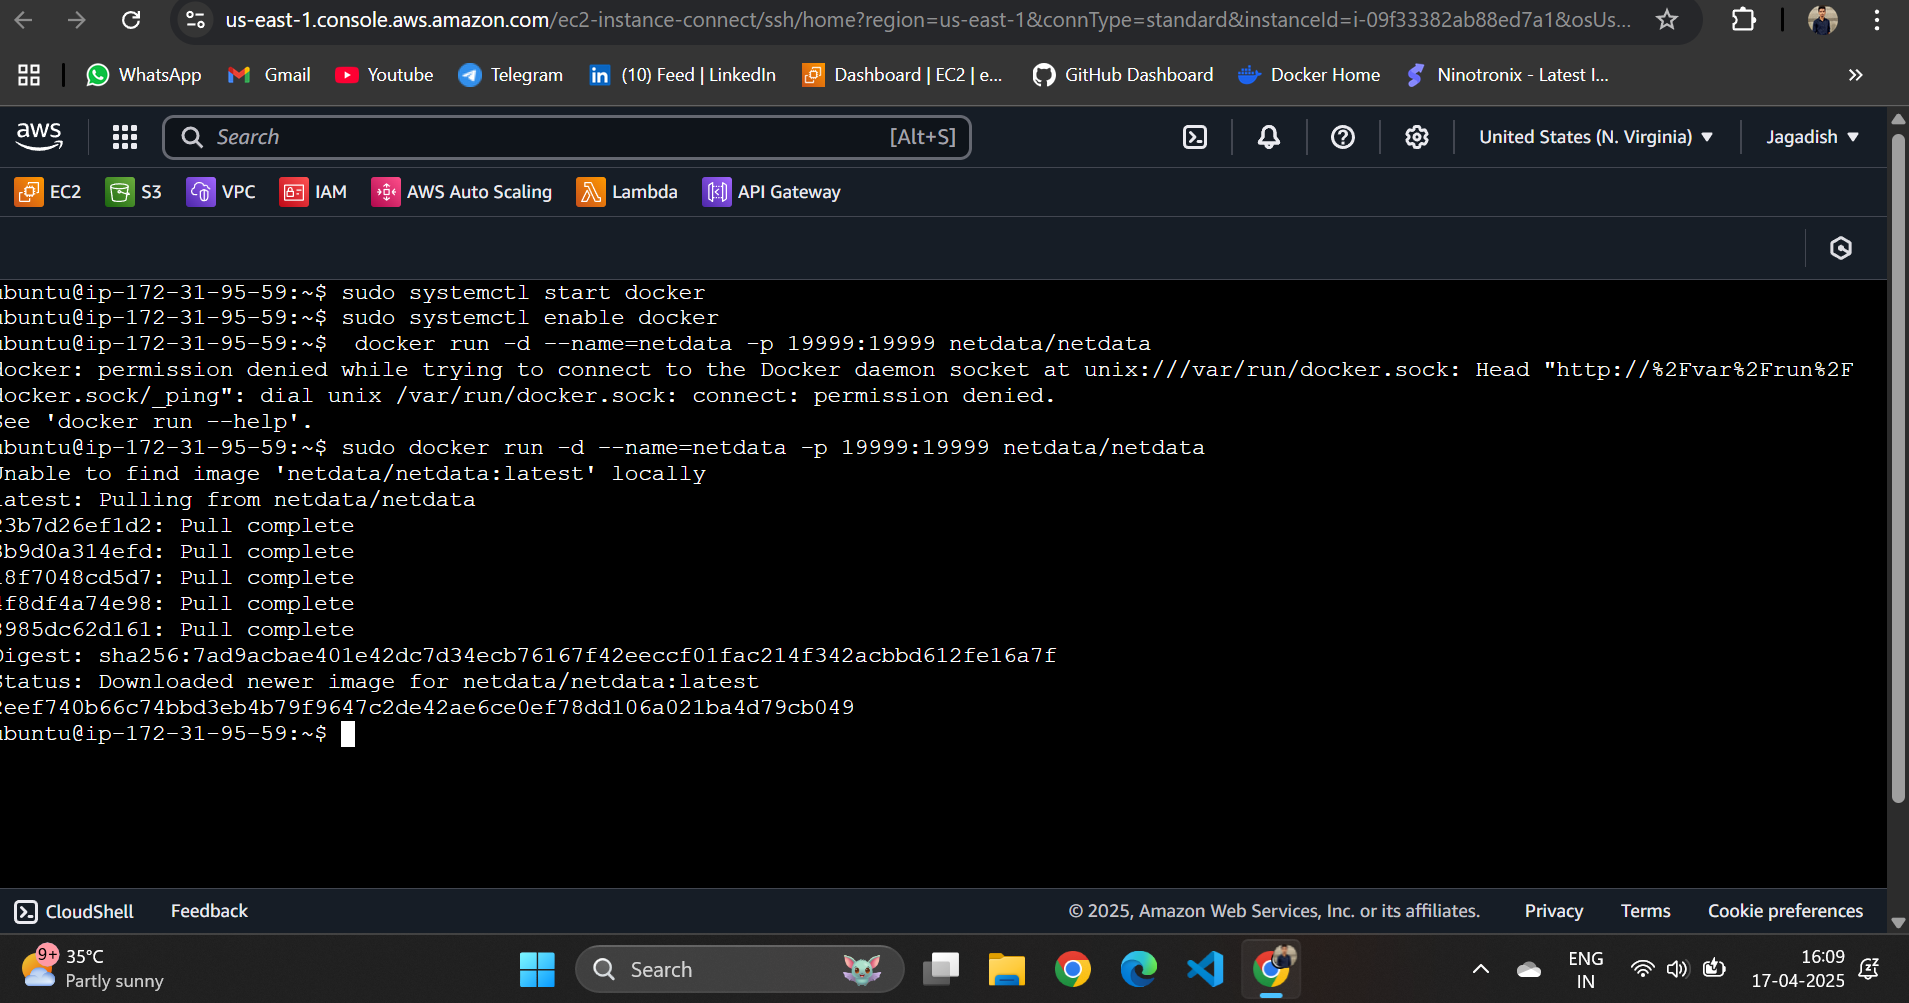 us-east-1.console.aws.amazon.com/ec2-instance-connect/ssh/home?region=us-east-1&connType=standard&instanceId=i-09f33382ab88ed7a1&osUs...
WhatsApp Gmail Youtube Telegram (10) Feed | LinkedIn Dashboard | EC2 | e... GitHub Dashboard Docker Home Ninotronix - Latest I...
aws Search [Alt+S] United States (N. Virginia) Jagadish
EC2 S3 VPC IAM AWS Auto Scaling Lambda API Gateway
ubuntu@ip-172-31-95-59:~$ sudo systemctl start docker
ubuntu@ip-172-31-95-59:~$ sudo systemctl enable docker
ubuntu@ip-172-31-95-59:~$  docker run -d --name=netdata -p 19999:19999 netdata/netdata
docker: permission denied while trying to connect to the Docker daemon socket at unix:///var/run/docker.sock: Head "http://%2Fvar%2Frun%2F
docker.sock/_ping": dial unix /var/run/docker.sock: connect: permission denied.
See 'docker run --help'.
ubuntu@ip-172-31-95-59:~$ sudo docker run -d --name=netdata -p 19999:19999 netdata/netdata
Unable to find image 'netdata/netdata:latest' locally
latest: Pulling from netdata/netdata
23b7d26ef1d2: Pull complete
b9d0a314efd: Pull complete
8f7048cd5d7: Pull complete
f8df4a74e98: Pull complete
985dc62d161: Pull complete
Digest: sha256:7ad9acbae401e42dc7d34ecb76167f42eeccf01fac214f342acbbd612fe16a7f
Status: Downloaded newer image for netdata/netdata:latest
eef740b66c74bbd3eb4b79f9647c2de42ae6ce0ef78dd106a021ba4d79cb049
ubuntu@ip-172-31-95-59:~$
CloudShell Feedback © 2025, Amazon Web Services, Inc. or its affiliates. Privacy Terms Cookie preferences
9+ 35°C Search ENG 16:09
Partly sunny IN 17-04-2025